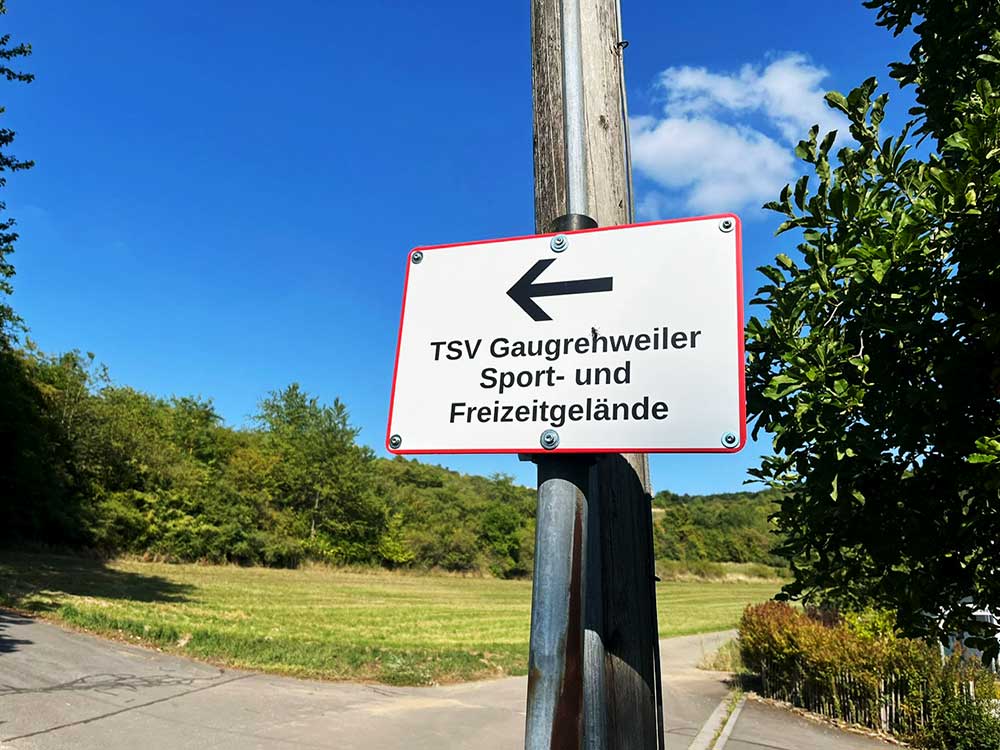 TSV Gaugrehweiler
Sport- und
Freizeitgelände